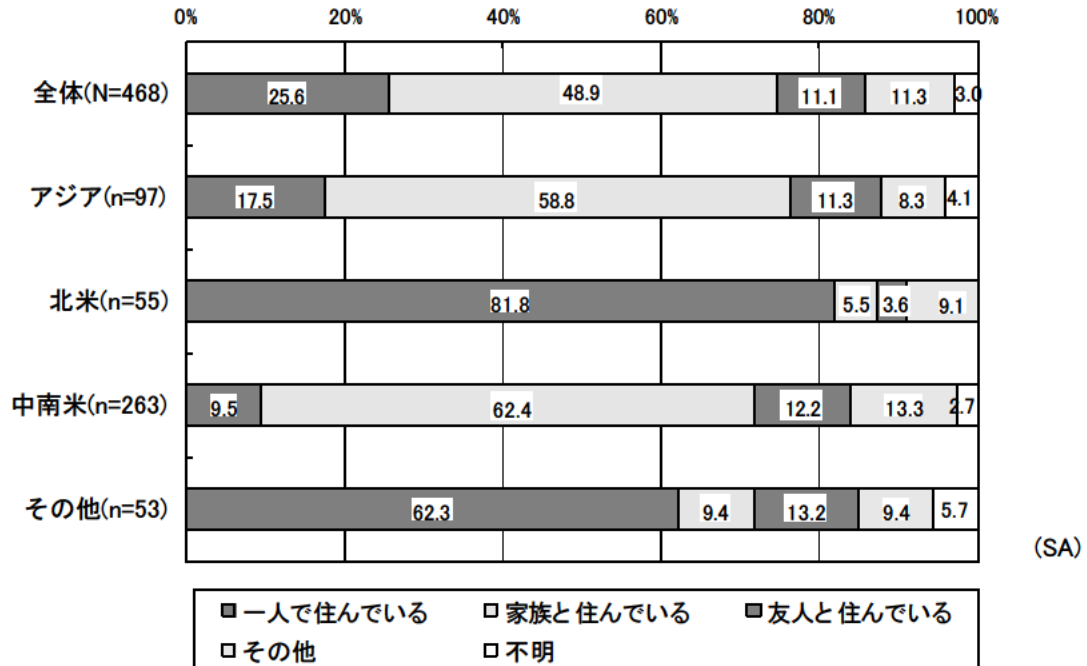 0% 20% 40% 60% 80% 100%
全体(N=468) 25.6 48.9 11.1 11.3 3.0
アジア(n=97) 17.5 58.8 11.3 8.3 4.1
北米(n=55) 81.8 5.5 3.6 9.1
中南米(n=263) 9.5 62.4 12.2 13.3 2.7
その他(n=53) 62.3 9.4 13.2 9.4 5.7
(SA)
一人で住んでいる 家族と住んでいる 友人と住んでいる
その他 不明